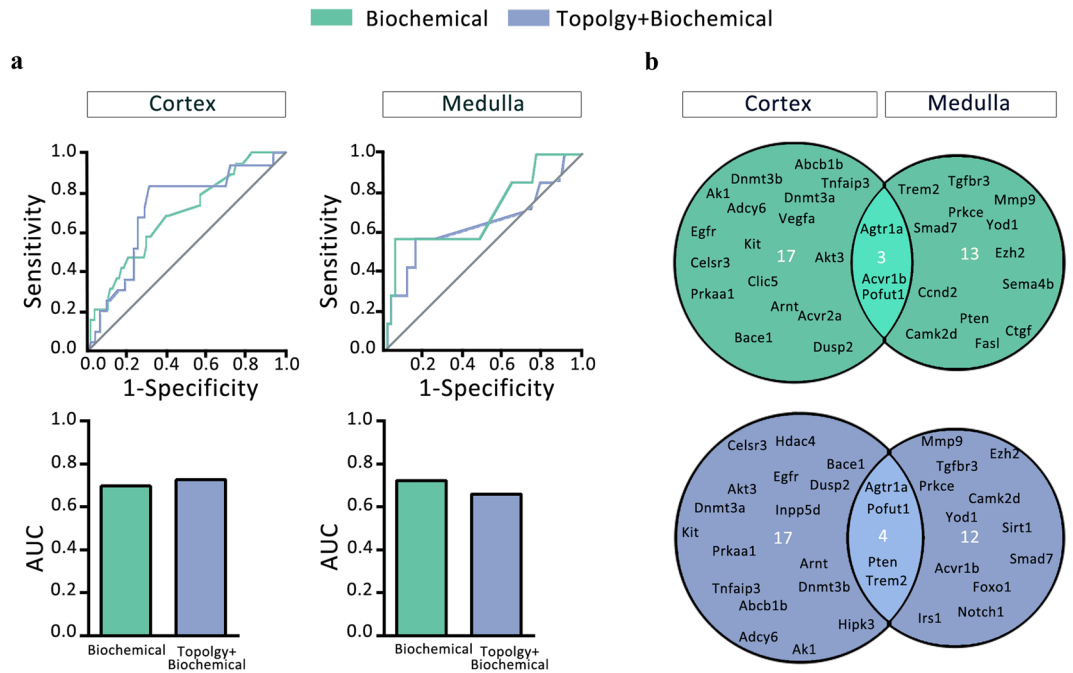 Biochemical
Topolgy+Biochemical
a
Cortex
Medulla
Sensitivity
1.0
0.8
0.6
0.4
0.2
0.0
0.0 0.2 0.4 0.6 0.8 1.0
1-Specificity
Sensitivity
1.0
0.8
0.6
0.4
0.2
0.0
0.2 0.4 0.6 0.8 1.0
1-Specificity
AUC
1.0
0.8
0.6
0.4
0.2
0.0
Biochemical
Topolgy+
Biochemical
AUC
1.0
0.8
0.6
0.4
0.2
0.0
Biochemical
Topolgy+
Biochemical
b
Cortex
Medulla
Abcb1b
Dnmt3b
Tnfaip3
Ak1
Dnmt3a
Adcy6
Vegfa
Egfr
Kit
17
Akt3
Celsr3
Clic5
Prkaa1
Arnt
Acvr2a
Bace1
Dusp2
Agtr1a
3
Acvr1b
Pofut1
Trem2
Tgfbr3
Mmp9
Prkce
Smad7
Yod1
13
Ezh2
Sema4b
Ccnd2
Pten
Camk2d
Ctgf
Fasl
Celsr3
Hdac4
Bace1
Egfr
Dusp2
Akt3
Dnmt3a
Inpp5d
Kit
17
Prkaa1
Arnt
Tnfaip3
Dnmt3b
Abcb1b
Hipk3
Adcy6
Ak1
Agtr1a
Pofut1
4
Pten
Trem2
Mmp9
Ezh2
Tgfbr3
Prkce
Camk2d
Yod1
Sirt1
12
Smad7
Acvr1b
Foxo1
Notch1
Irs1